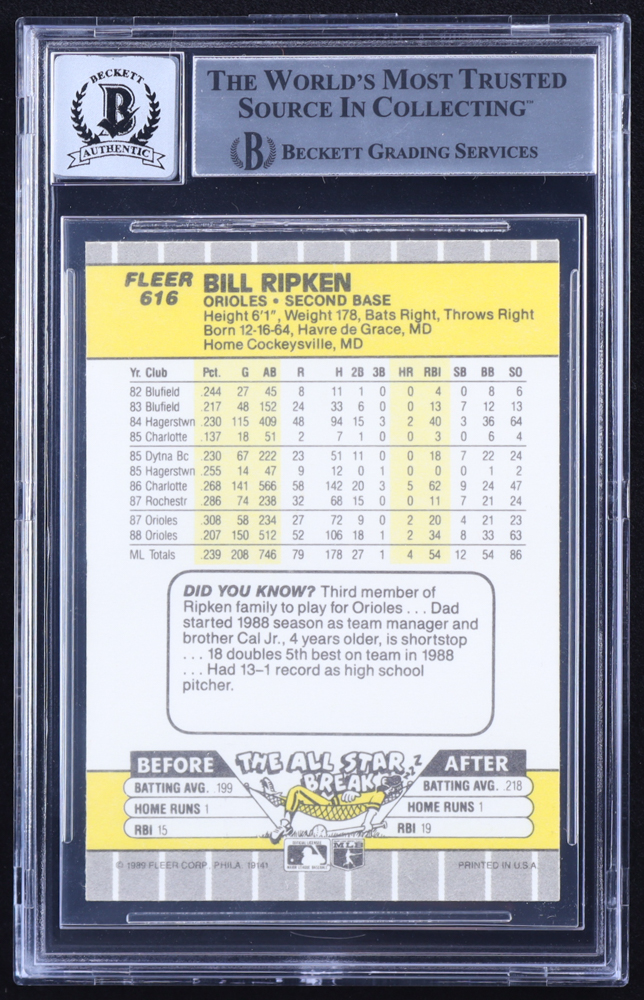 BECKETT
B
AUTHENTIC
THE WORLD'S MOST TRUSTED
SOURCE IN COLLECTING™
B BECKETT GRADING SERVICES
FLEER
616
BILL RIPKEN
ORIOLES • SECOND BASE
Height 6'1", Weight 178, Bats Right, Throws Right
Born 12-16-64, Havre de Grace, MD
Home Cockeysville, MD
Yr. Club Pct. G AB R H 2B 3B HR RBI SB BB SO
82 Blufield .244 27 45 8 11 1 0 0 4 0 8 6
83 Blufield .217 48 152 24 33 6 0 0 13 7 12 13
84 Hagerstwn .230 115 409 48 94 15 3 2 40 3 36 64
85 Charlotte .137 18 51 2 7 1 0 0 3 0 6 4
85 Dytna Bc .230 67 222 23 51 11 0 0 18 7 22 24
85 Hagerstwn .255 14 47 9 12 0 1 0 0 0 1 2
86 Charlotte .268 141 566 58 142 20 3 5 62 9 24 47
87 Rochestr .286 74 238 32 68 15 0 0 11 7 21 24
87 Orioles .308 58 234 27 72 9 0 2 20 4 21 23
88 Orioles .207 150 512 52 106 18 1 2 34 8 33 63
ML Totals .239 208 746 79 178 27 1 4 54 12 54 86
DID YOU KNOW? Third member of
Ripken family to play for Orioles . . . Dad
started 1988 season as team manager and
brother Cal Jr., 4 years older, is shortstop
. . . 18 doubles 5th best on team in 1988
. . . Had 13-1 record as high school
pitcher.
THE ALL STAR
BREAK
Z Z
BEFORE
BATTING AVG. .199
HOME RUNS 1
RBI 15
AFTER
BATTING AVG. .218
HOME RUNS 1
RBI 19
MLB
© 1989 FLEER CORP., PHILA. 19141
PRINTED IN U.S.A.